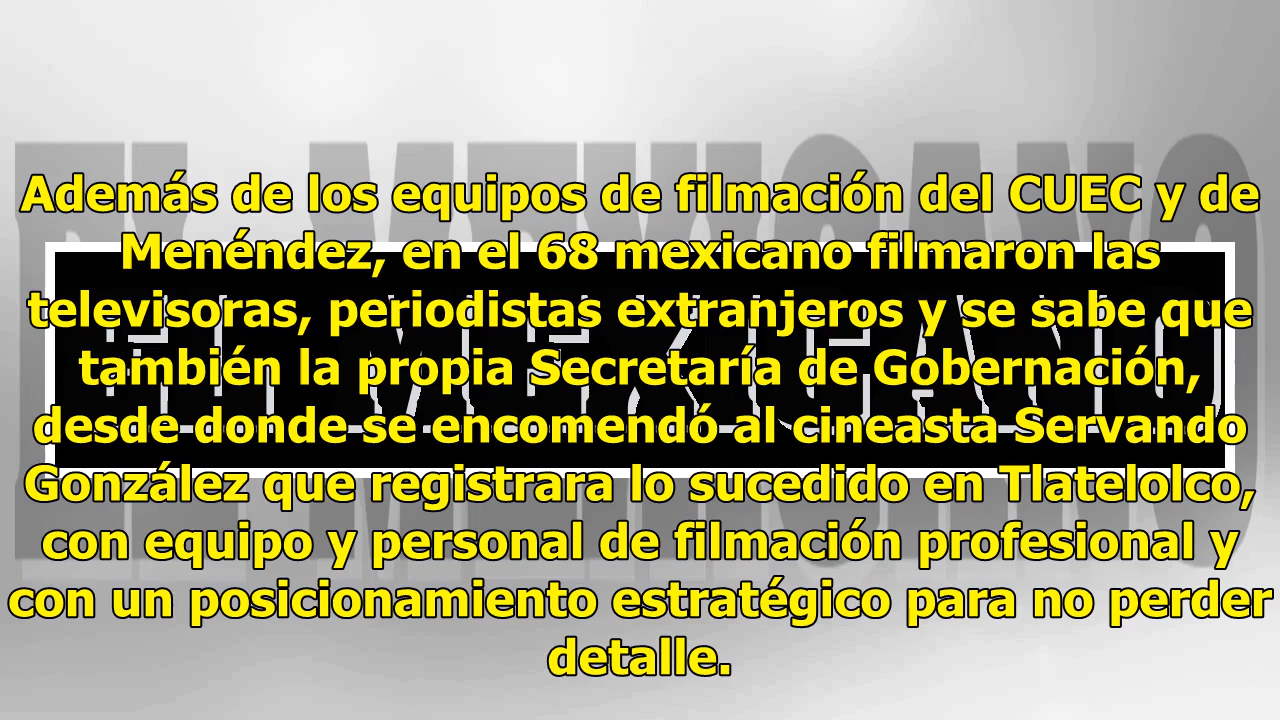 Además de los equipos de filmación del CUEC y de
Menéndez, en el 68 mexicano filmaron las
televisoras, periodistas extranjeros y se sabe que
también la propia Secretaría de Gobernación,
desde donde se encomendó al cineasta Servando
González que registrara lo sucedido en Tlatelolco,
con equipo y personal de filmación profesional y
con un posicionamiento estratégico para no perder
detalle.
EL MEXICANO